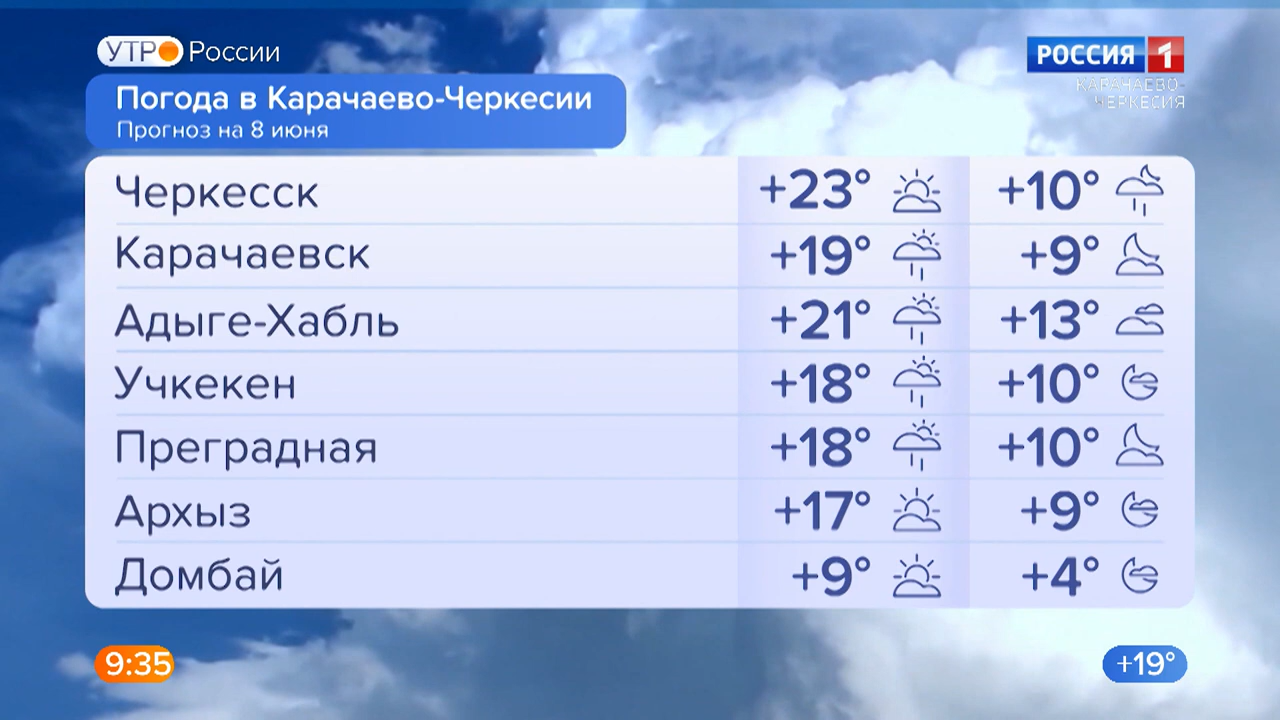 УТРО России
РОССИЯ 1
КАРАЧАЕВО-
ЧЕРКЕСИЯ
Погода в Карачаево-Черкесии
Прогноз на 8 июня
Черкесск +23° +10°
Карачаевск +19° +9°
Адыге-Хабль +21° +13°
Учкекен +18° +10°
Преградная +18° +10°
Архыз +17° +9°
Домбай +9° +4°
9:35 +19°